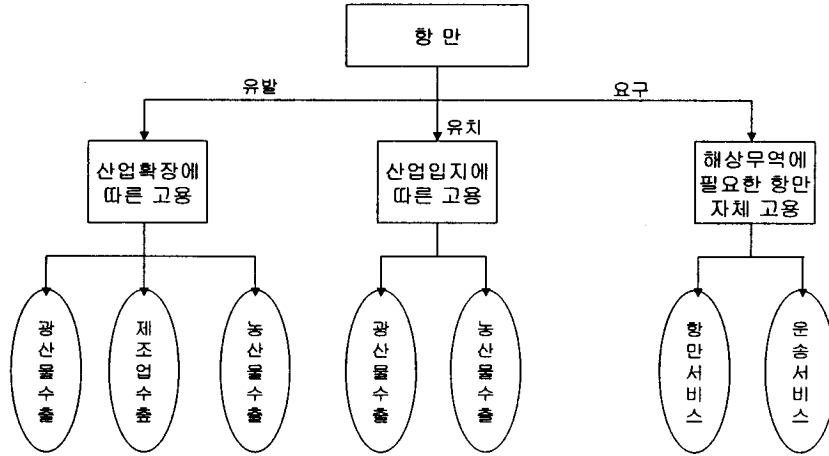 항 만
유발
유치
요구
산업확장에
따른 고용
산업입지에
따른 고용
해상무역에
필요한 항만
자체 고용
광산물수출
제조업수출
농산물수출
광산물수출
농산물수출
항만서비스
운송서비스